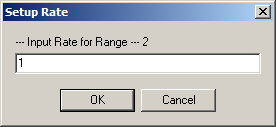 Setup Rate
--- Input Rate for Range --- 2
1
OK Cancel